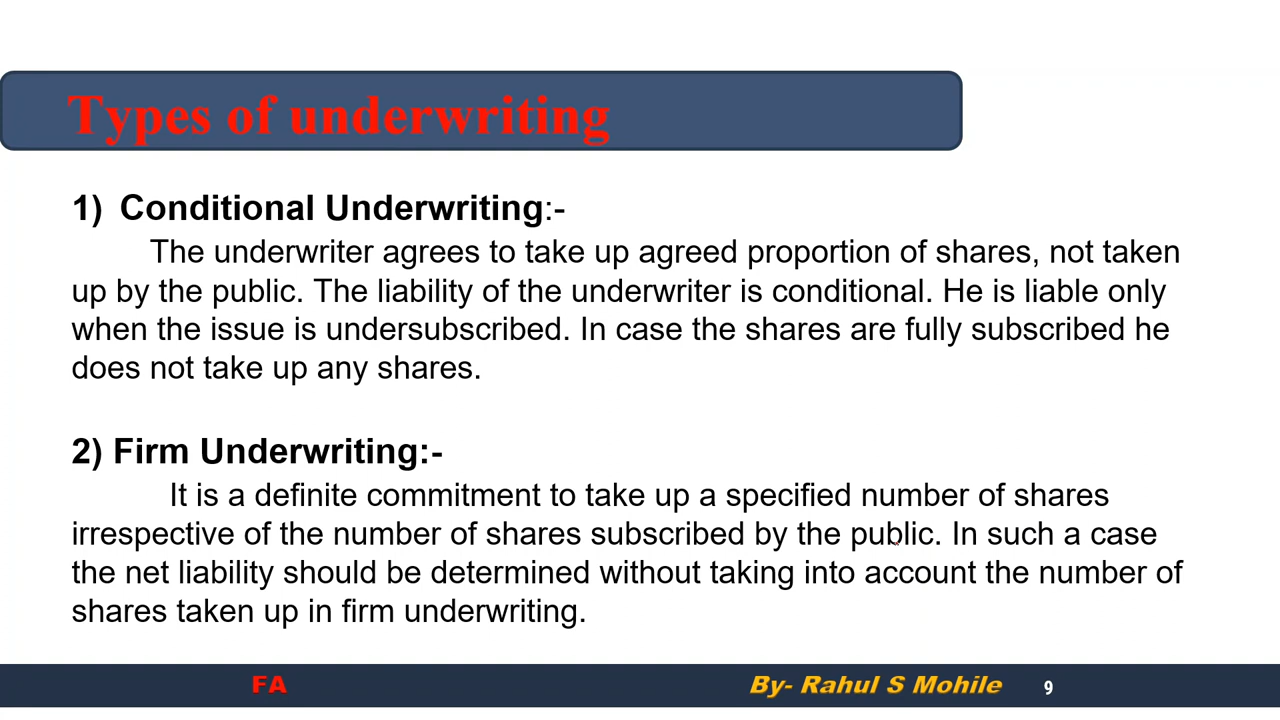 Types of underwriting
1) Conditional Underwriting:-
The underwriter agrees to take up agreed proportion of shares, not taken
up by the public. The liability of the underwriter is conditional. He is liable only
when the issue is undersubscribed. In case the shares are fully subscribed he
does not take up any shares.
2) Firm Underwriting:-
It is a definite commitment to take up a specified number of shares
irrespective of the number of shares subscribed by the public. In such a case
the net liability should be determined without taking into account the number of
shares taken up in firm underwriting.
FA By- Rahul S Mohile 9